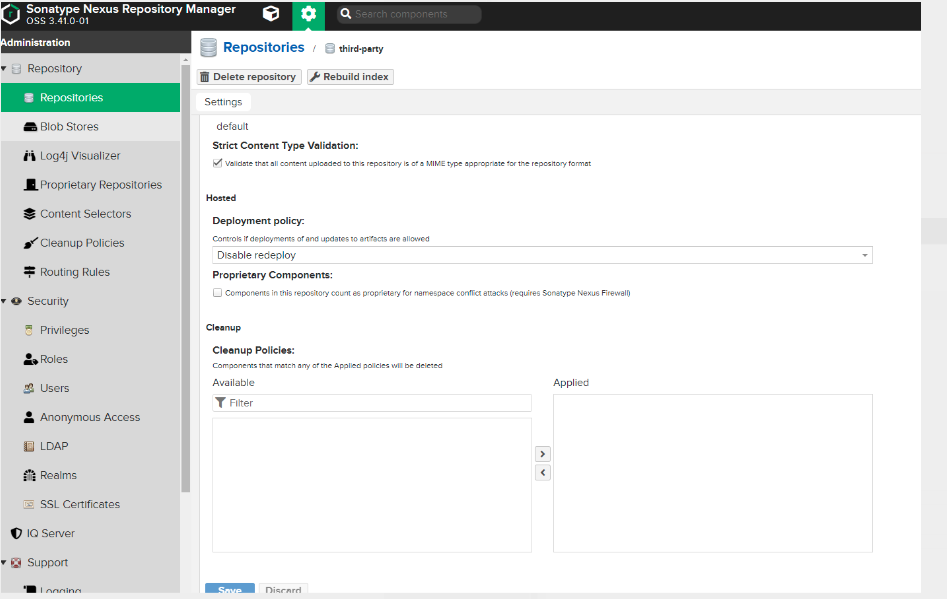 Sonatype Nexus Repository Manager
OSS 3.41.0-01
Search components
Administration
Repository
Repositories
Blob Stores
Log4j Visualizer
Proprietary Repositories
Content Selectors
Cleanup Policies
Routing Rules
Security
Privileges
Roles
Users
Anonymous Access
LDAP
Realms
SSL Certificates
IQ Server
Support
Logging
Repositories / third-party
Delete repository Rebuild index
Settings
default
Strict Content Type Validation:
Validate that all content uploaded to this repository is of a MIME type appropriate for the repository format
Hosted
Deployment policy:
Controls if deployments of and updates to artifacts are allowed
Disable redeploy
Proprietary Components:
Components in this repository count as proprietary for namespace conflict attacks (requires Sonatype Nexus Firewall)
Cleanup
Cleanup Policies:
Components that match any of the Applied policies will be deleted
Available Applied
Filter
Save Discard